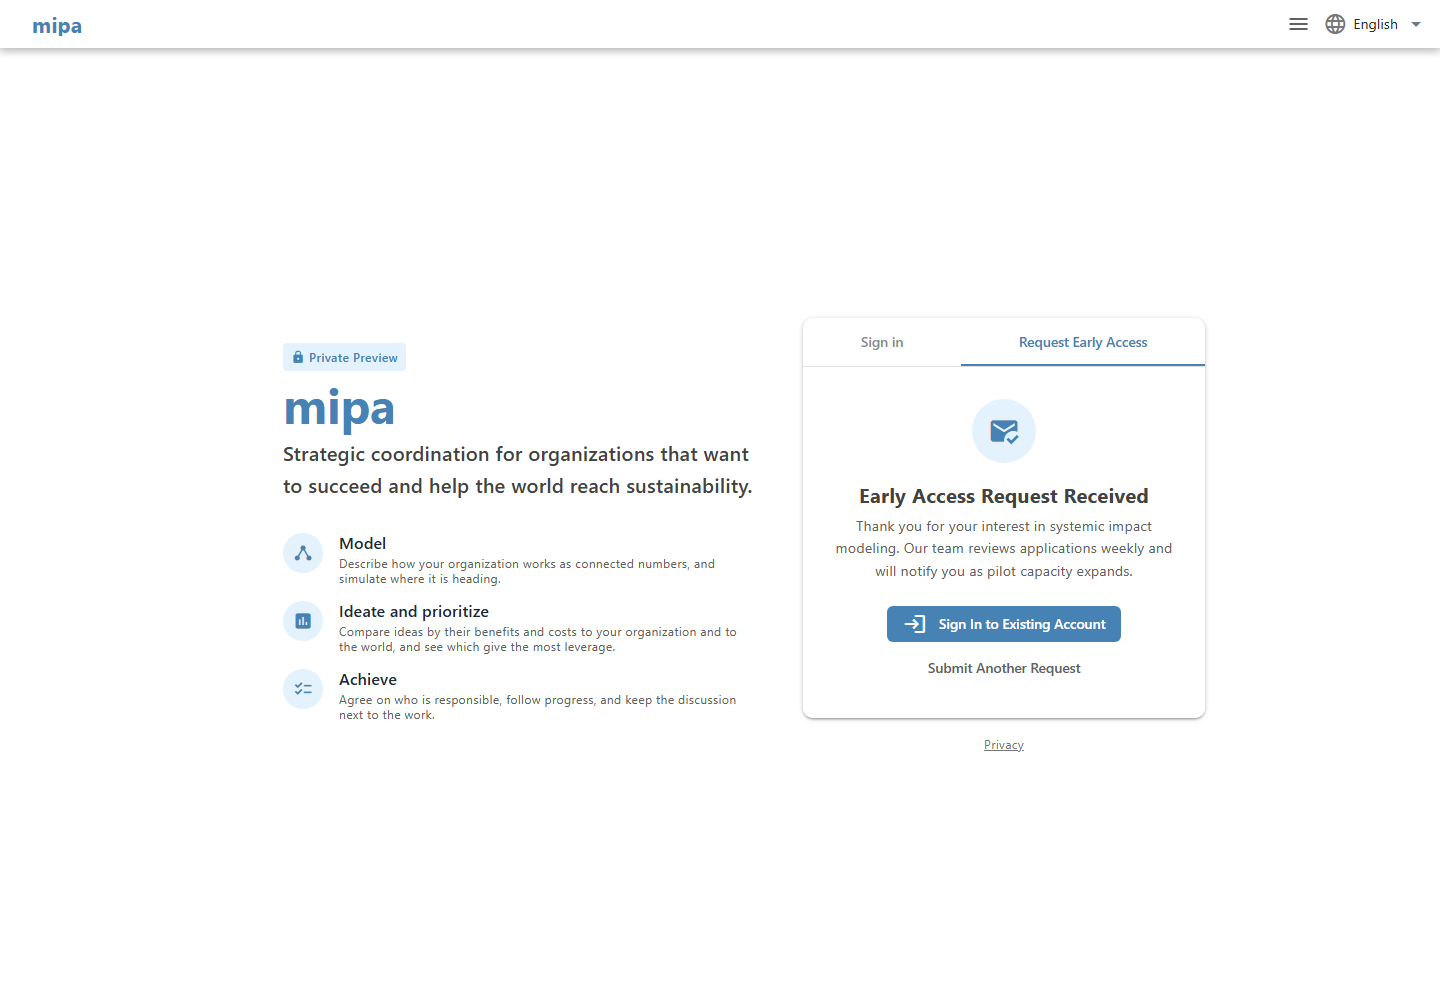 mipa
English
Private Preview
mipa
Strategic coordination for organizations that want
to succeed and help the world reach sustainability.
Model
Describe how your organization works as connected numbers, and
simulate where it is heading.
Ideate and prioritize
Compare ideas by their benefits and costs to your organization and to
the world, and see which give the most leverage.
Achieve
Agree on who is responsible, follow progress, and keep the discussion
next to the work.
Sign in
Request Early Access
Early Access Request Received
Thank you for your interest in systemic impact
modeling. Our team reviews applications weekly and
will notify you as pilot capacity expands.
Sign In to Existing Account
Submit Another Request
Privacy